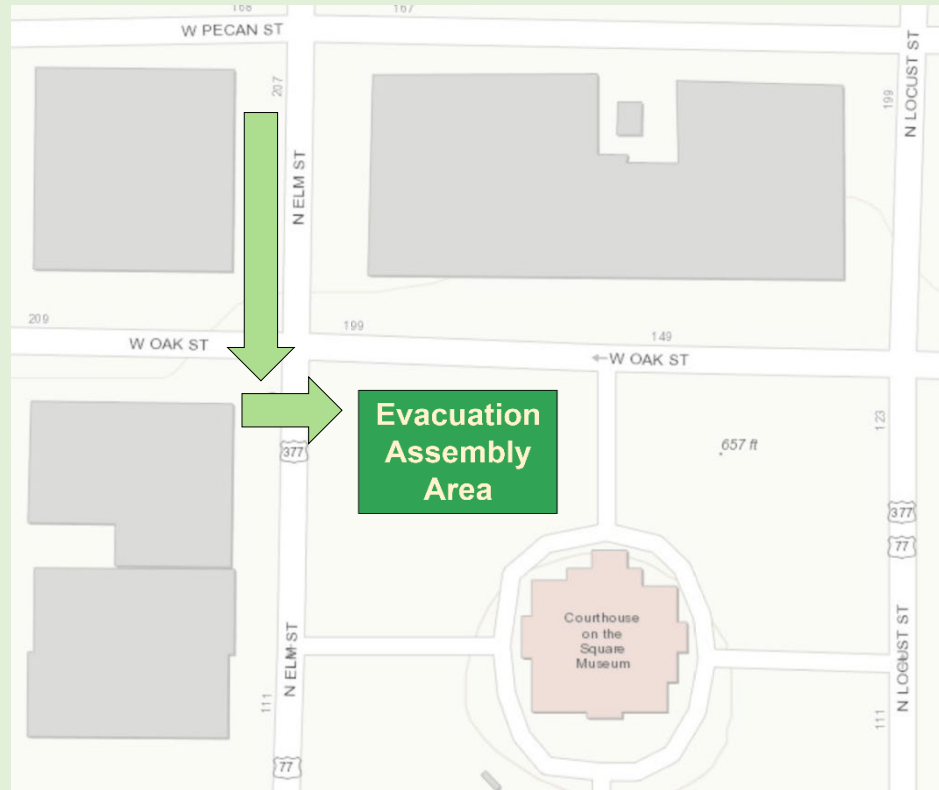 168
167
W PECAN ST
207
N LOCUST ST
199
N ELM ST
209
W OAK ST
199
149
←W OAK ST
Evacuation
Assembly
Area
123
657 ft
377
377
77
Courthouse
on the
Square
Museum
N ELM ST
N LOCUST ST
111
111
77